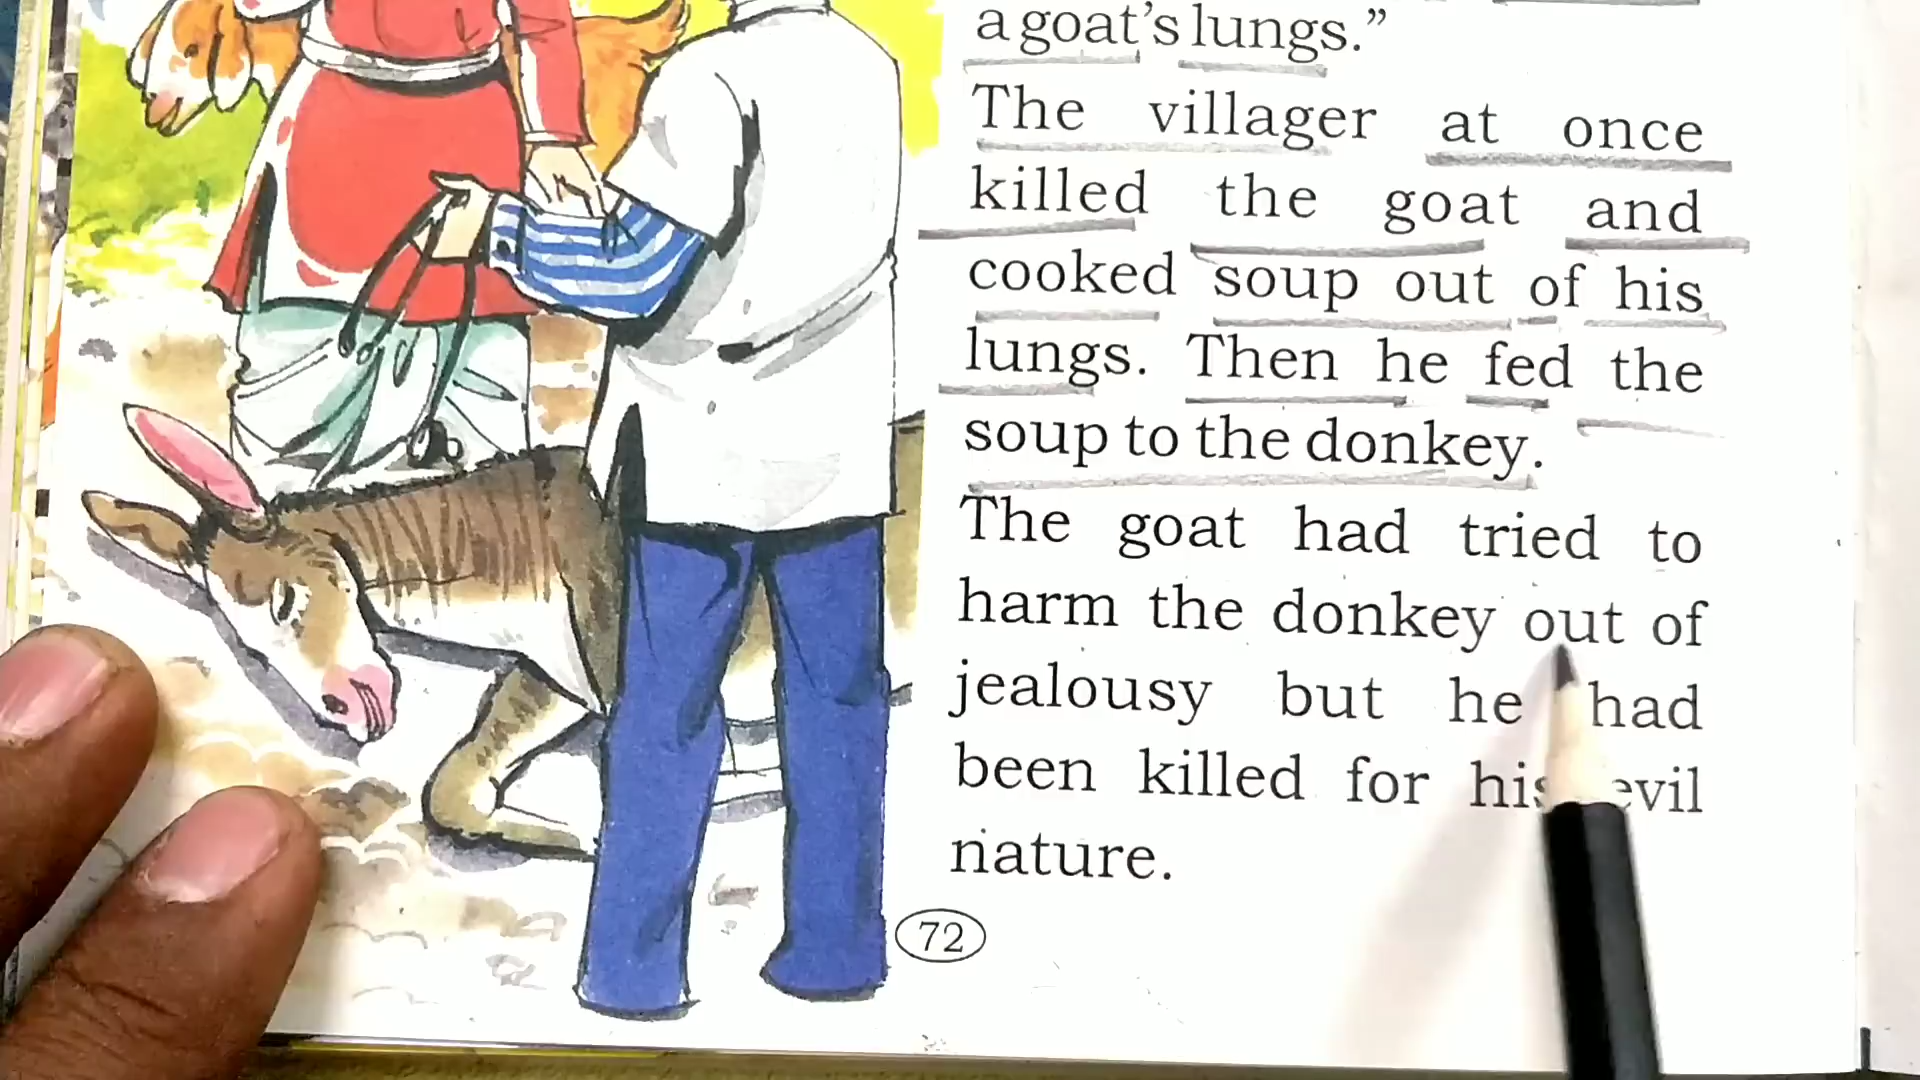 a goat's lungs.”
The villager at once
killed the goat and
cooked soup out of his
lungs. Then he fed the
soup to the donkey.
The goat had tried to
harm the donkey out of
jealousy but he had
been killed for his evil
nature.
72